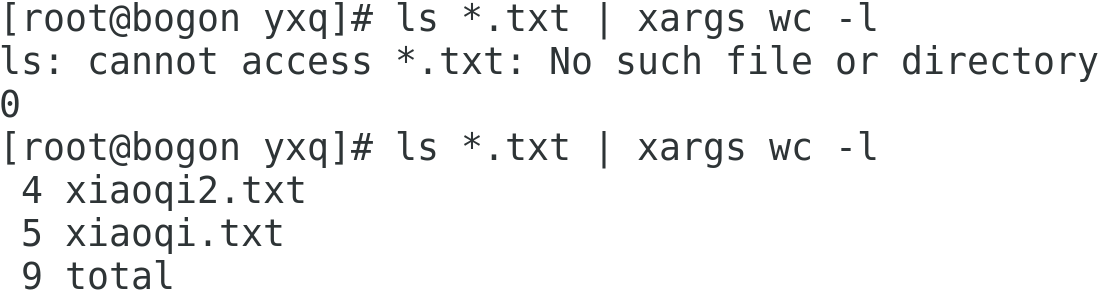 [root@bogon yxq]# ls *.txt | xargs wc -l
ls: cannot access *.txt: No such file or directory
0
[root@bogon yxq]# ls *.txt | xargs wc -l
 4 xiaoqi2.txt
 5 xiaoqi.txt
 9 total